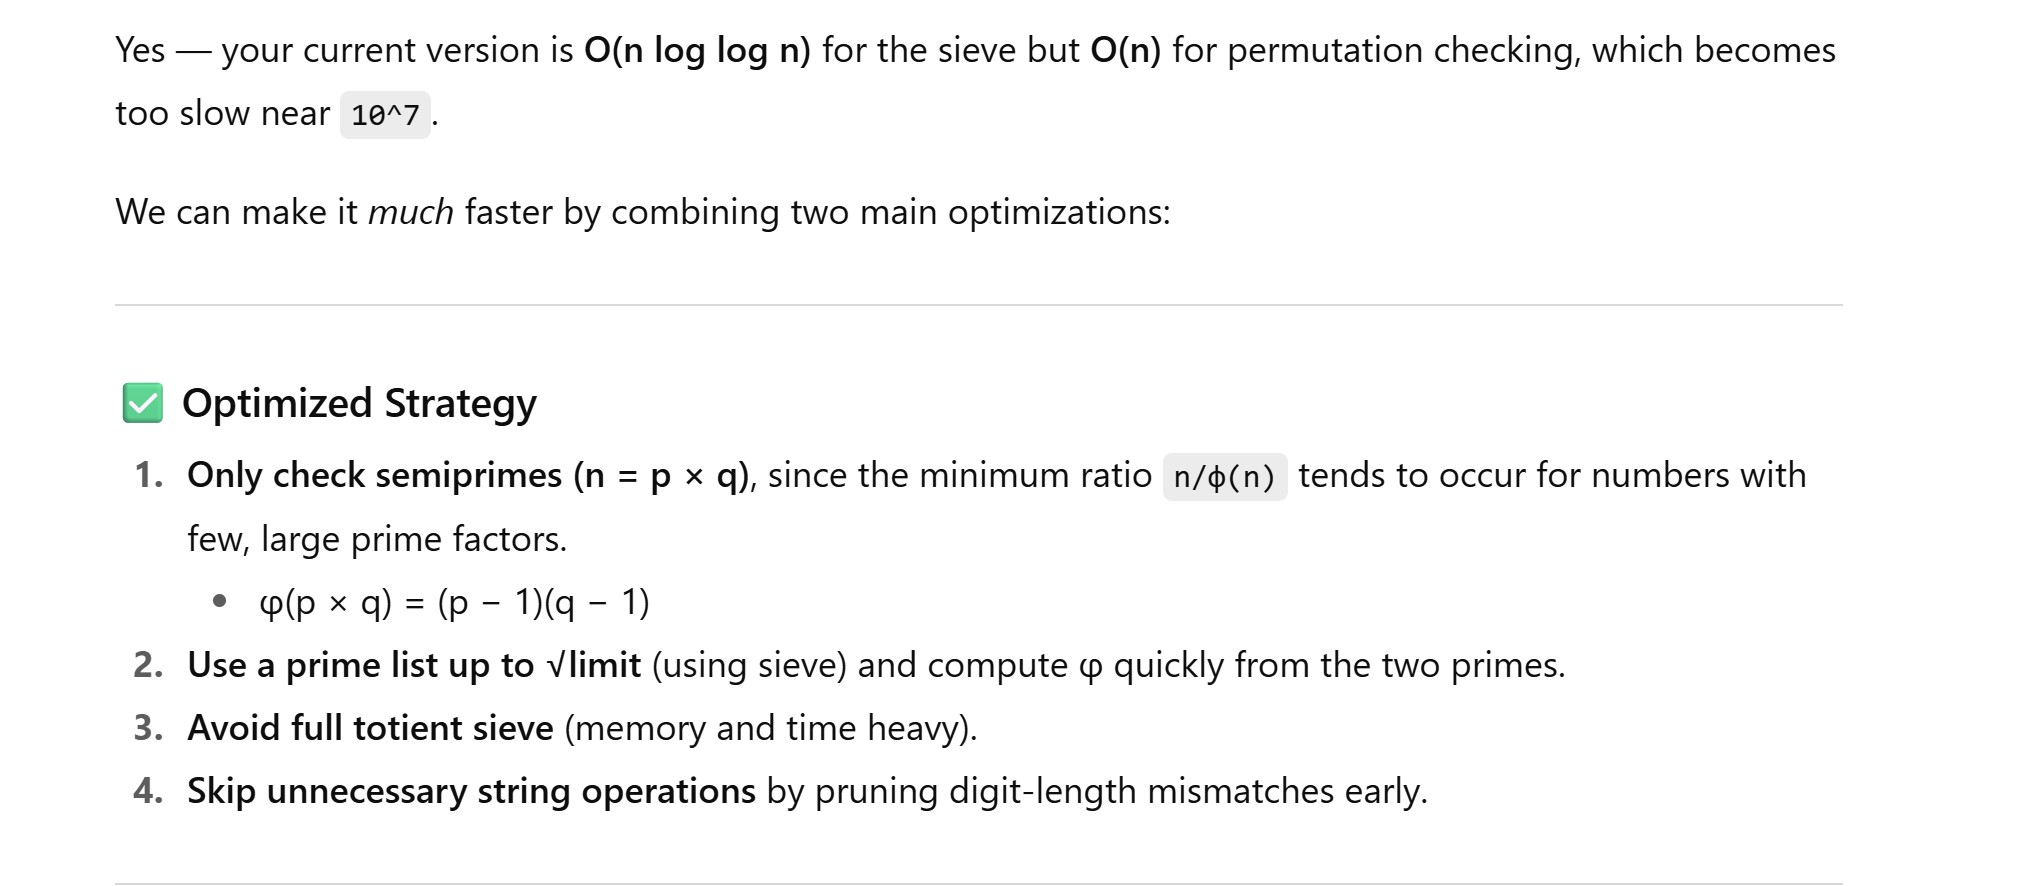 Yes — your current version is O(n log log n) for the sieve but O(n) for permutation checking, which becomes
too slow near 10^7.
We can make it much faster by combining two main optimizations:
✅ Optimized Strategy
1. Only check semiprimes (n = p × q), since the minimum ratio n/φ(n) tends to occur for numbers with
few, large prime factors.
• φ(p × q) = (p − 1)(q − 1)
2. Use a prime list up to √limit (using sieve) and compute φ quickly from the two primes.
3. Avoid full totient sieve (memory and time heavy).
4. Skip unnecessary string operations by pruning digit-length mismatches early.